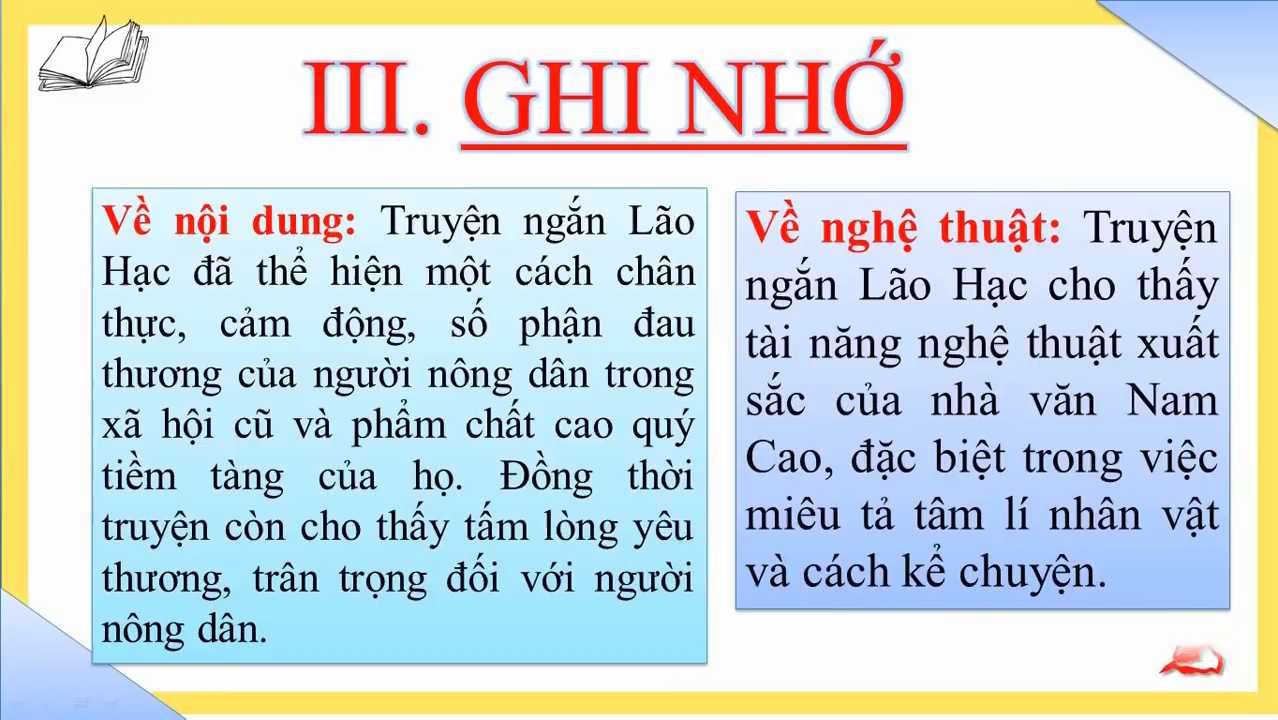 III. GHI NHỚ
Về nội dung: Truyện ngắn Lão
Hạc đã thể hiện một cách chân
thực, cảm động, số phận đau
thương của người nông dân trong
xã hội cũ và phẩm chất cao quý
tiềm tàng của họ. Đồng thời
truyện còn cho thấy tấm lòng yêu
thương, trân trọng đối với người
nông dân.
Về nghệ thuật: Truyện
ngắn Lão Hạc cho thấy
tài năng nghệ thuật xuất
sắc của nhà văn Nam
Cao, đặc biệt trong việc
miêu tả tâm lí nhân vật
và cách kể chuyện.